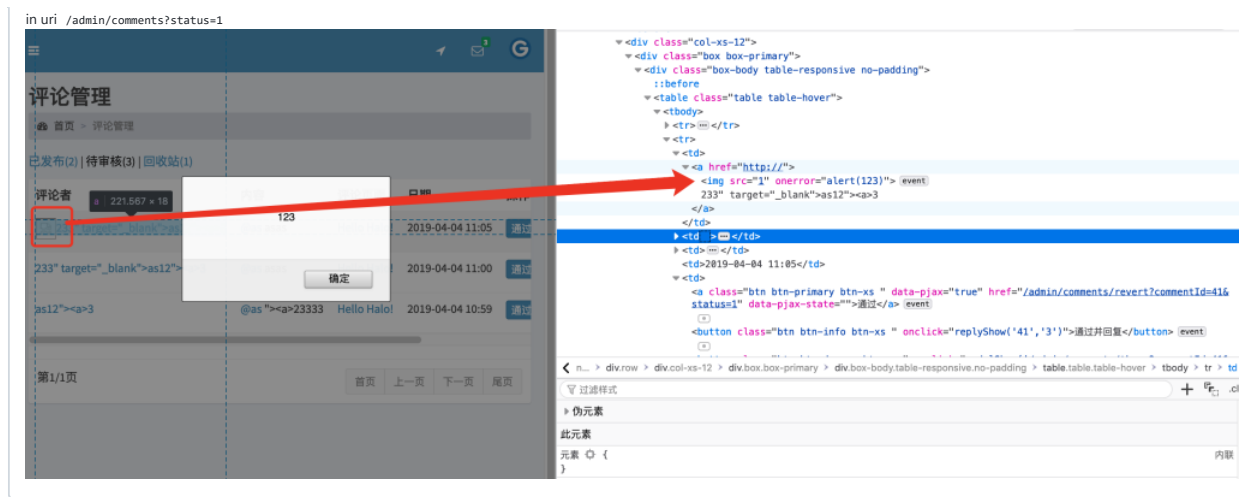 in uri /admin/comments?status=1
3
G
评论管理
首页 > 评论管理
已发布(2)|待审核(3)|回收站(1)
评论者
日期
a 221.567 × 18
123
确定
2019-04-04 11:05
通过
233" target="_blank">as12">
2019-04-04 11:00
通过
as12"><a>3
@as "><a>23333
Hello Halo!
2019-04-04 10:59
通过
第1/1页
首页
上一页
下一页
尾页
▼<div class="col-xs-12">
▼<div class="box box-primary">
▼<div class="box-body table-responsive no-padding">
::before
▼<table class="table table-hover">
▼<tbody>
▶<tr>…</tr>
▼<tr>
▼<td>
▼<a href="http://">
<img src="1" onerror="alert(123)"> event
233" target="_blank">as12"><a>3
</a>
</td>
▶<td >…</td>
▶<td>…</td>
<td>2019-04-04 11:05</td>
▼<td>
<a class="btn btn-primary btn-xs " data-pjax="true" href="/admin/comments/revert?commentId=41&
status=1" data-pjax-state="">通过</a> event
<button class="btn btn-info btn-xs " onclick="replyShow('41','3')">通过并回复</button> event
n… > div.row > div.col-xs-12 > div.box.box-primary > div.box-body.table-responsive.no-padding > table.table.table-hover > tbody > tr > td
过滤样式
+
▶伪元素
此元素
元素 {
内联
}